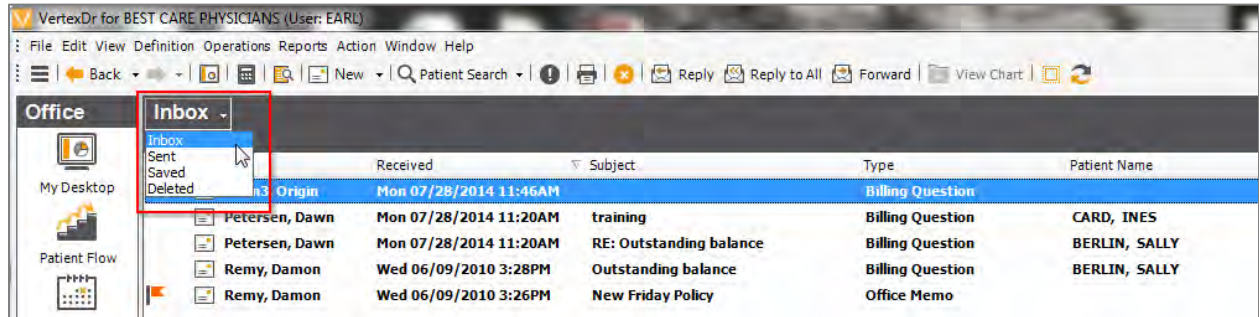 VertexDr for BEST CARE PHYSICIANS (User: EARL)
File Edit View Definition Operations Reports Action Window Help
Back New Patient Search Reply Reply to All Forward View Chart
Office Inbox
Inbox
Sent
Saved
Deleted
Received Subject Type Patient Name
My Desktop
Origin Mon 07/28/2014 11:46AM Billing Question
Petersen, Dawn Mon 07/28/2014 11:20AM training Billing Question CARD, INES
Petersen, Dawn Mon 07/28/2014 11:20AM RE: Outstanding balance Billing Question BERLIN, SALLY
Patient Flow
Remy, Damon Wed 06/09/2010 3:28PM Outstanding balance Billing Question BERLIN, SALLY
Remy, Damon Wed 06/09/2010 3:26PM New Friday Policy Office Memo